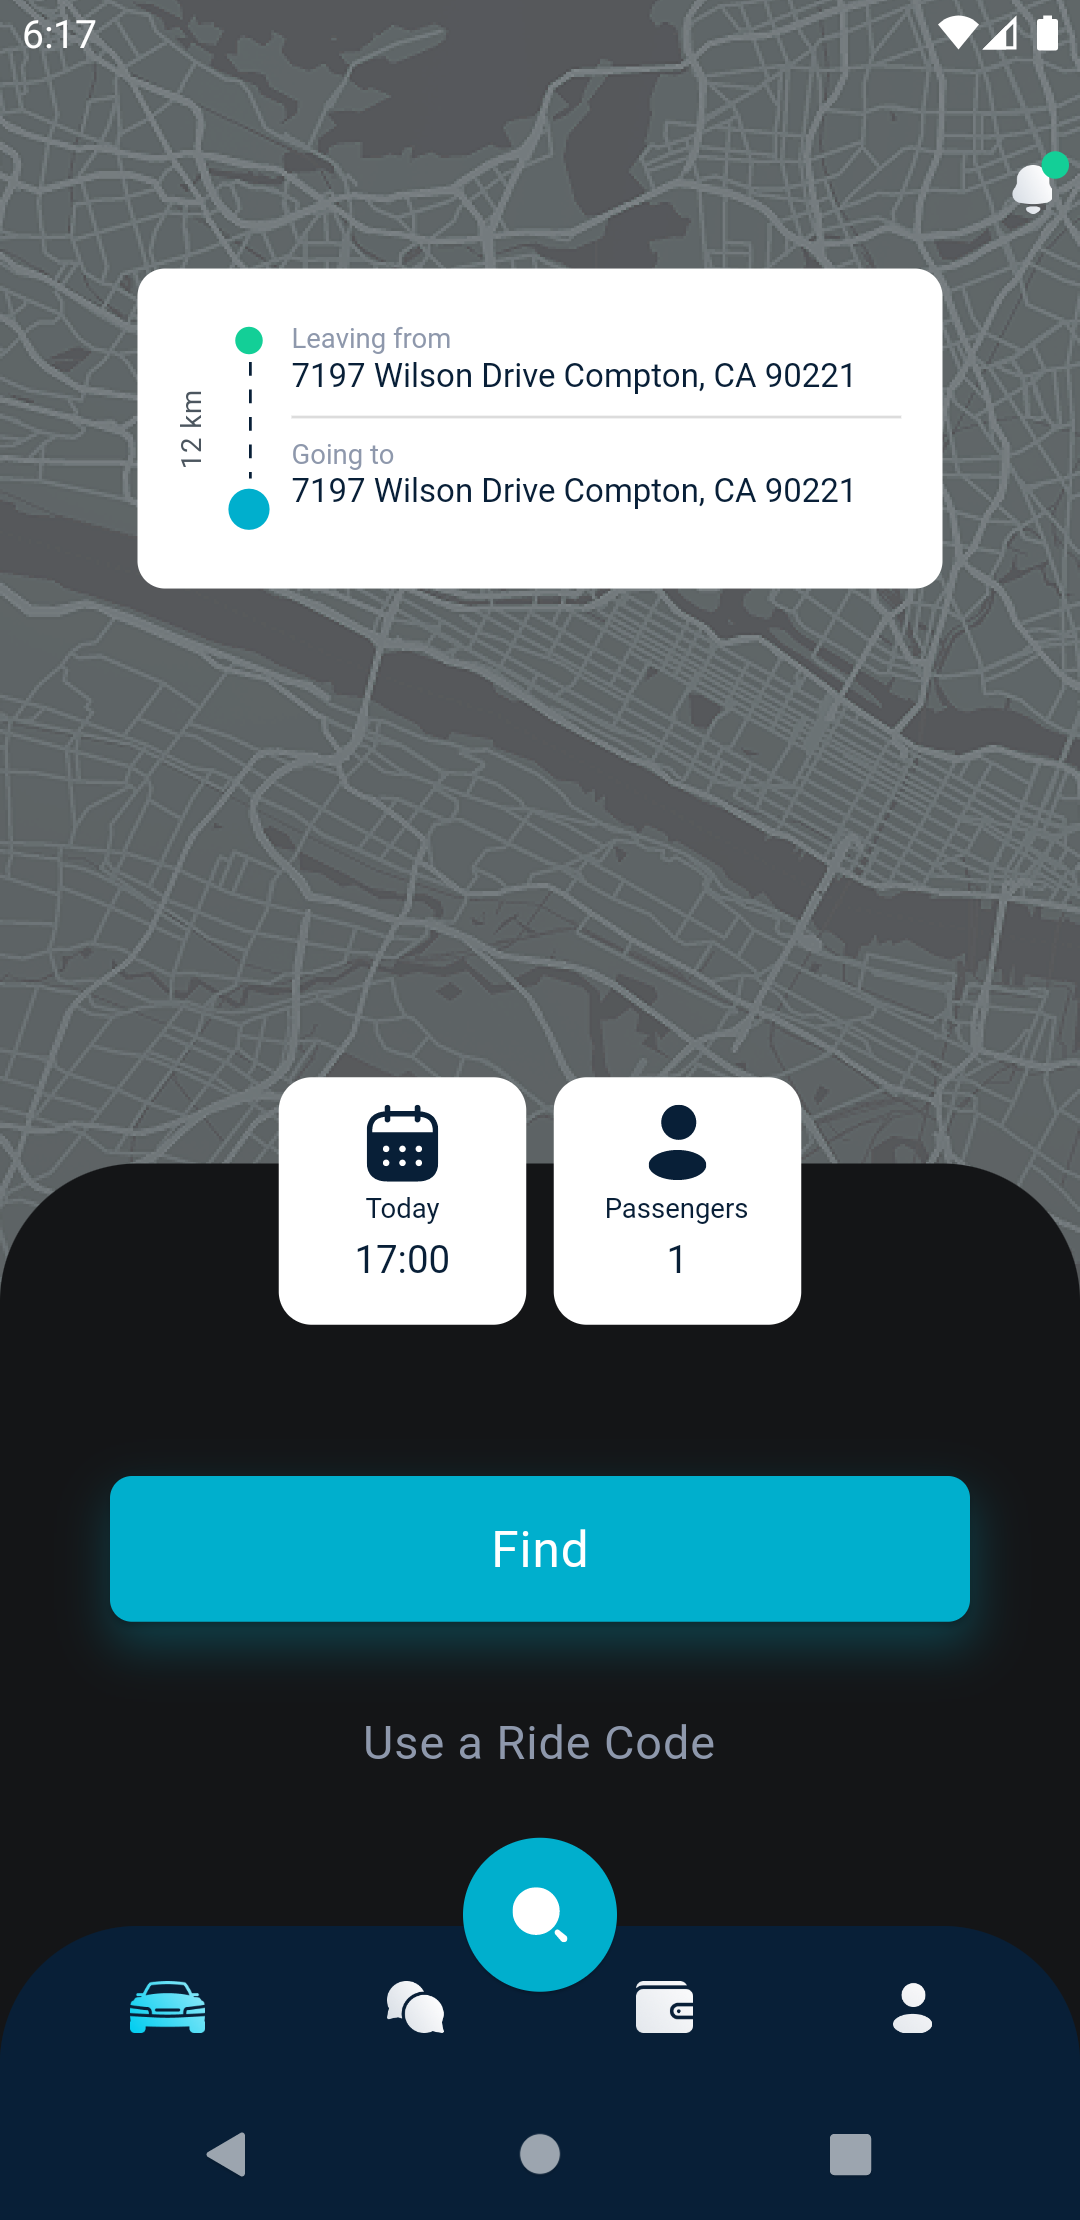 6:17
Leaving from
7197 Wilson Drive Compton, CA 90221
12 km
Going to
7197 Wilson Drive Compton, CA 90221
Today
17:00
Passengers
1
Find
Use a Ride Code